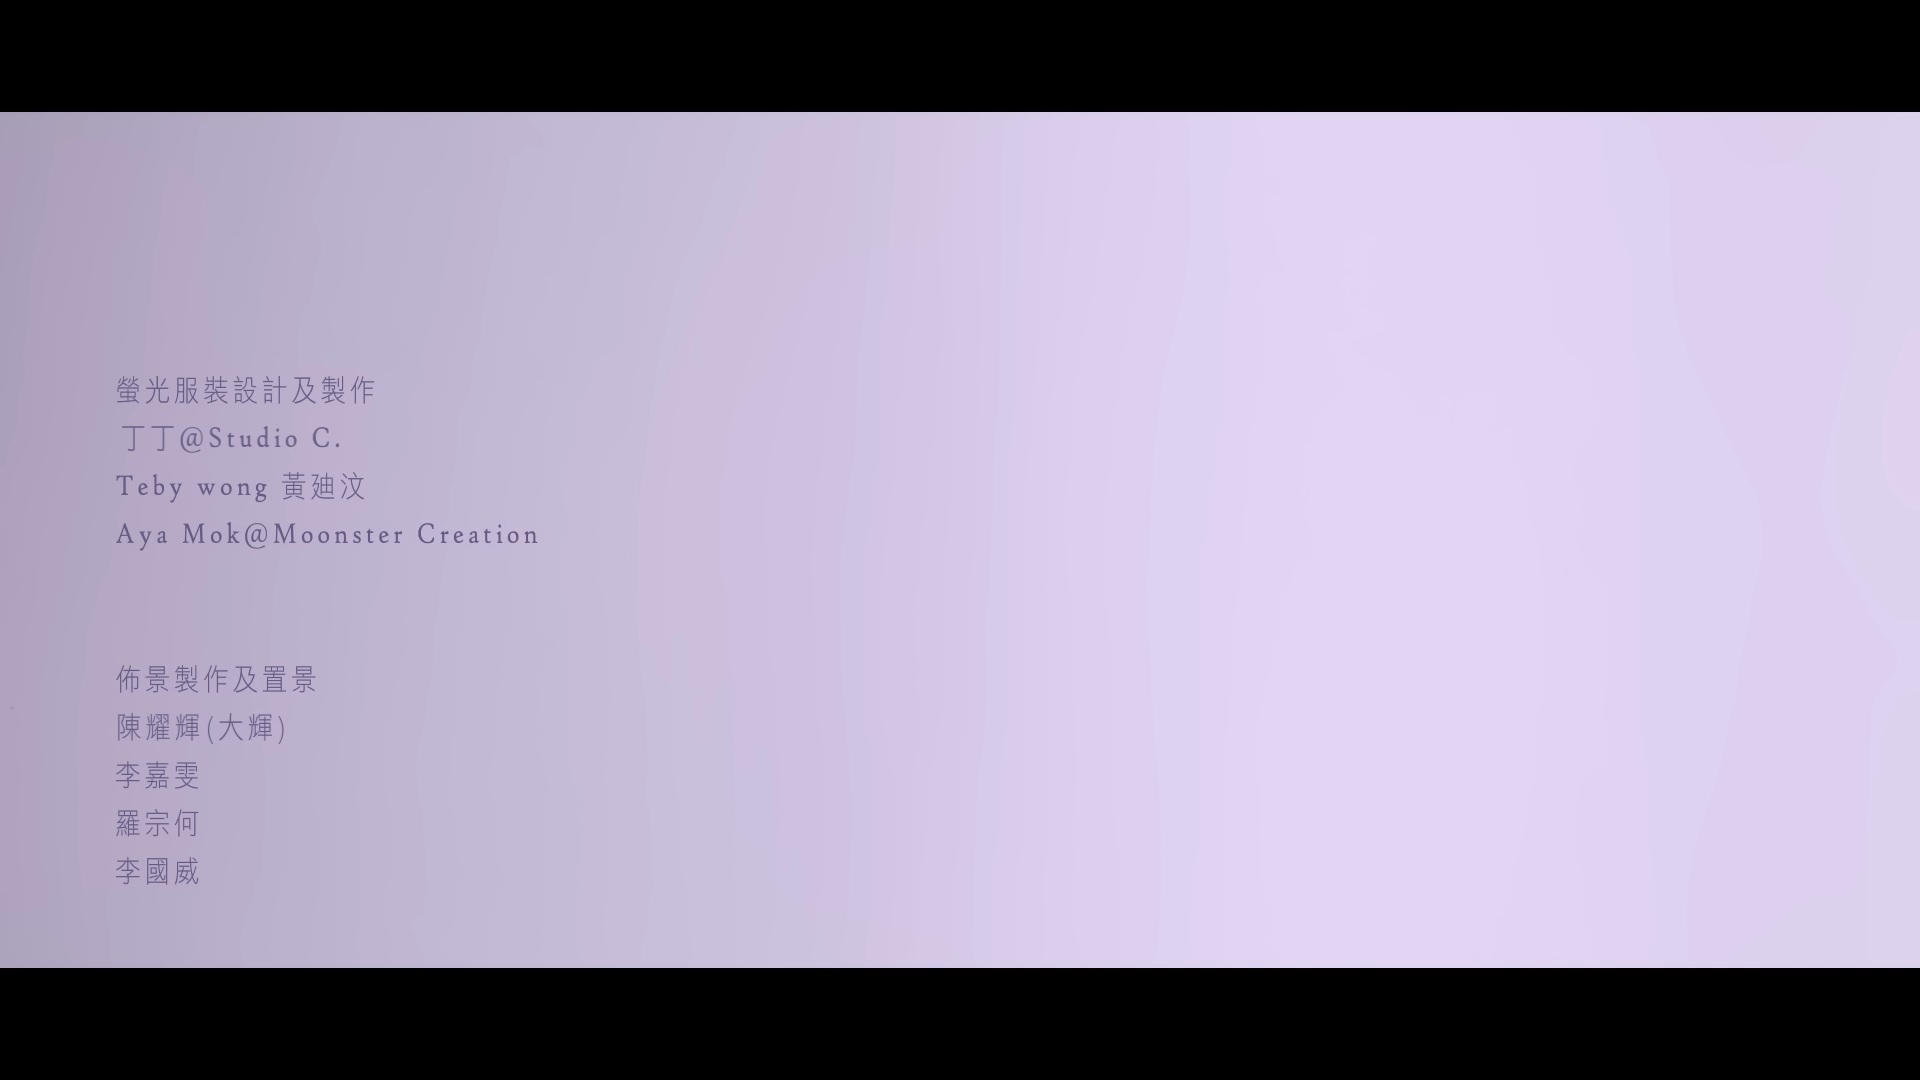 螢光服裝設計及製作
丁丁@Studio C.
Teby wong 黃廸汶
Aya Mok@Moonster Creation
佈景製作及置景
陳耀輝(大輝)
李嘉雯
羅宗何
李國威